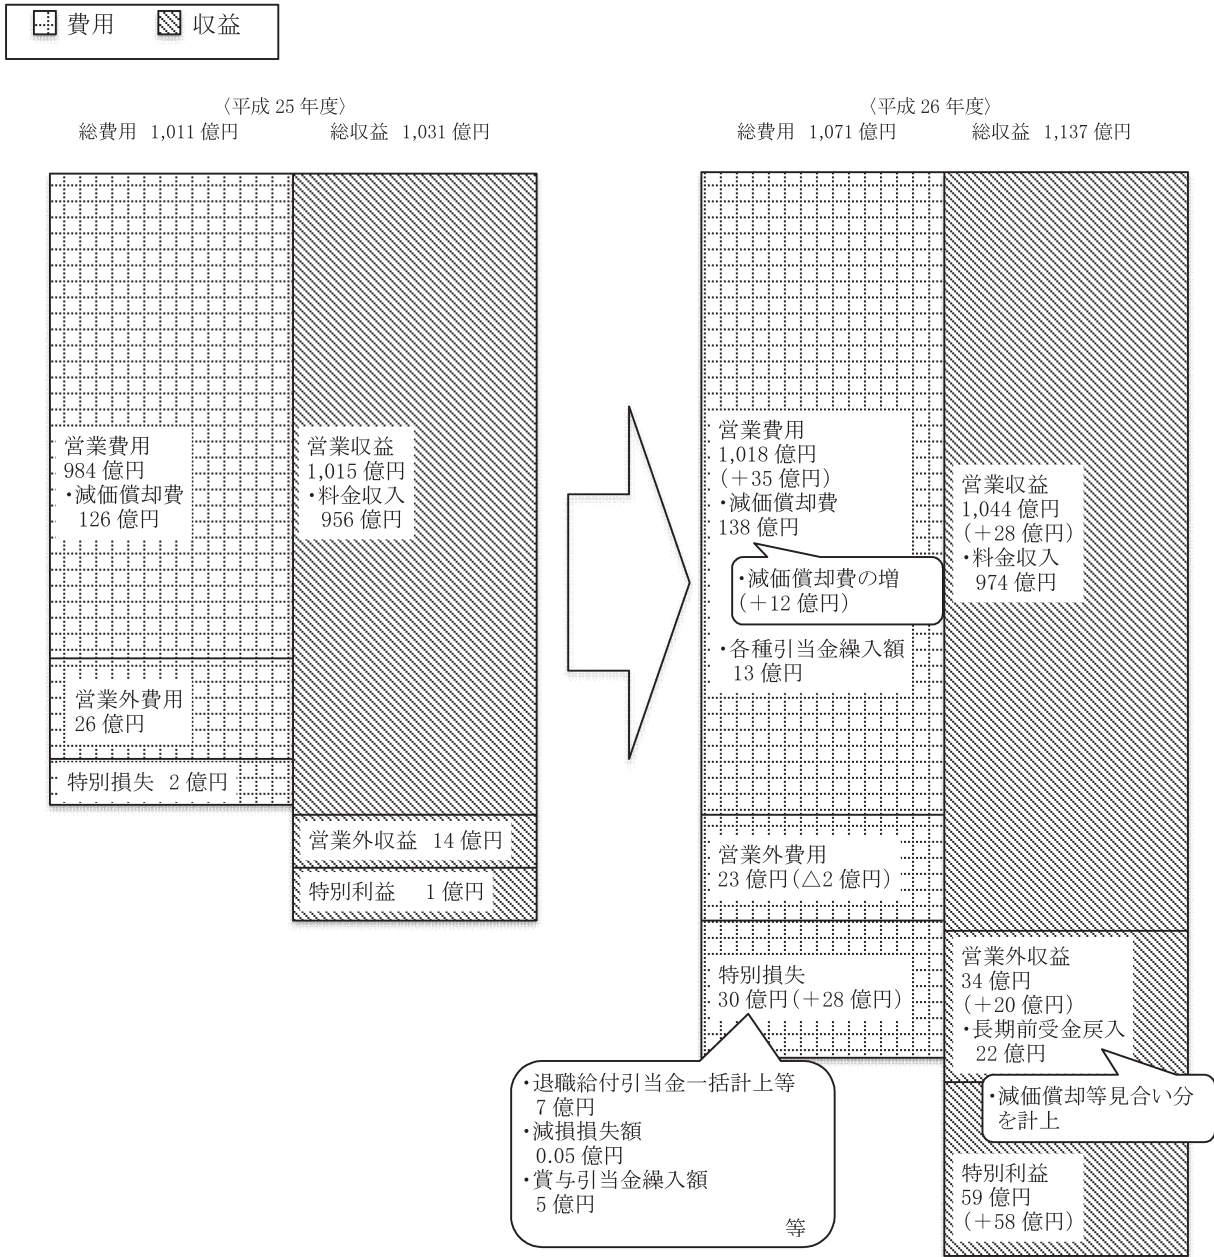 費用 収益
〈平成 25 年度〉
総費用 1,011 億円 総収益 1,031 億円
営業費用
984 億円
・減価償却費
126 億円
営業外費用
26 億円
特別損失 2 億円
営業収益
1,015 億円
・料金収入
956 億円
営業外収益 14 億円
特別利益 1 億円
〈平成 26 年度〉
総費用 1,071 億円 総収益 1,137 億円
営業費用
1,018 億円
(+35 億円)
・減価償却費
138 億円
・減価償却費の増
(+12 億円)
・各種引当金繰入額
13 億円
営業外費用
23 億円(△2 億円)
特別損失
30 億円(+28 億円)
・退職給付引当金一括計上等
7 億円
・減損損失額
0.05 億円
・賞与引当金繰入額
5 億円
等
営業収益
1,044 億円
(+28 億円)
・料金収入
974 億円
営業外収益
34 億円
(+20 億円)
・長期前受金戻入
22 億円
・減価償却等見合い分
を計上
特別利益
59 億円
(+58 億円)